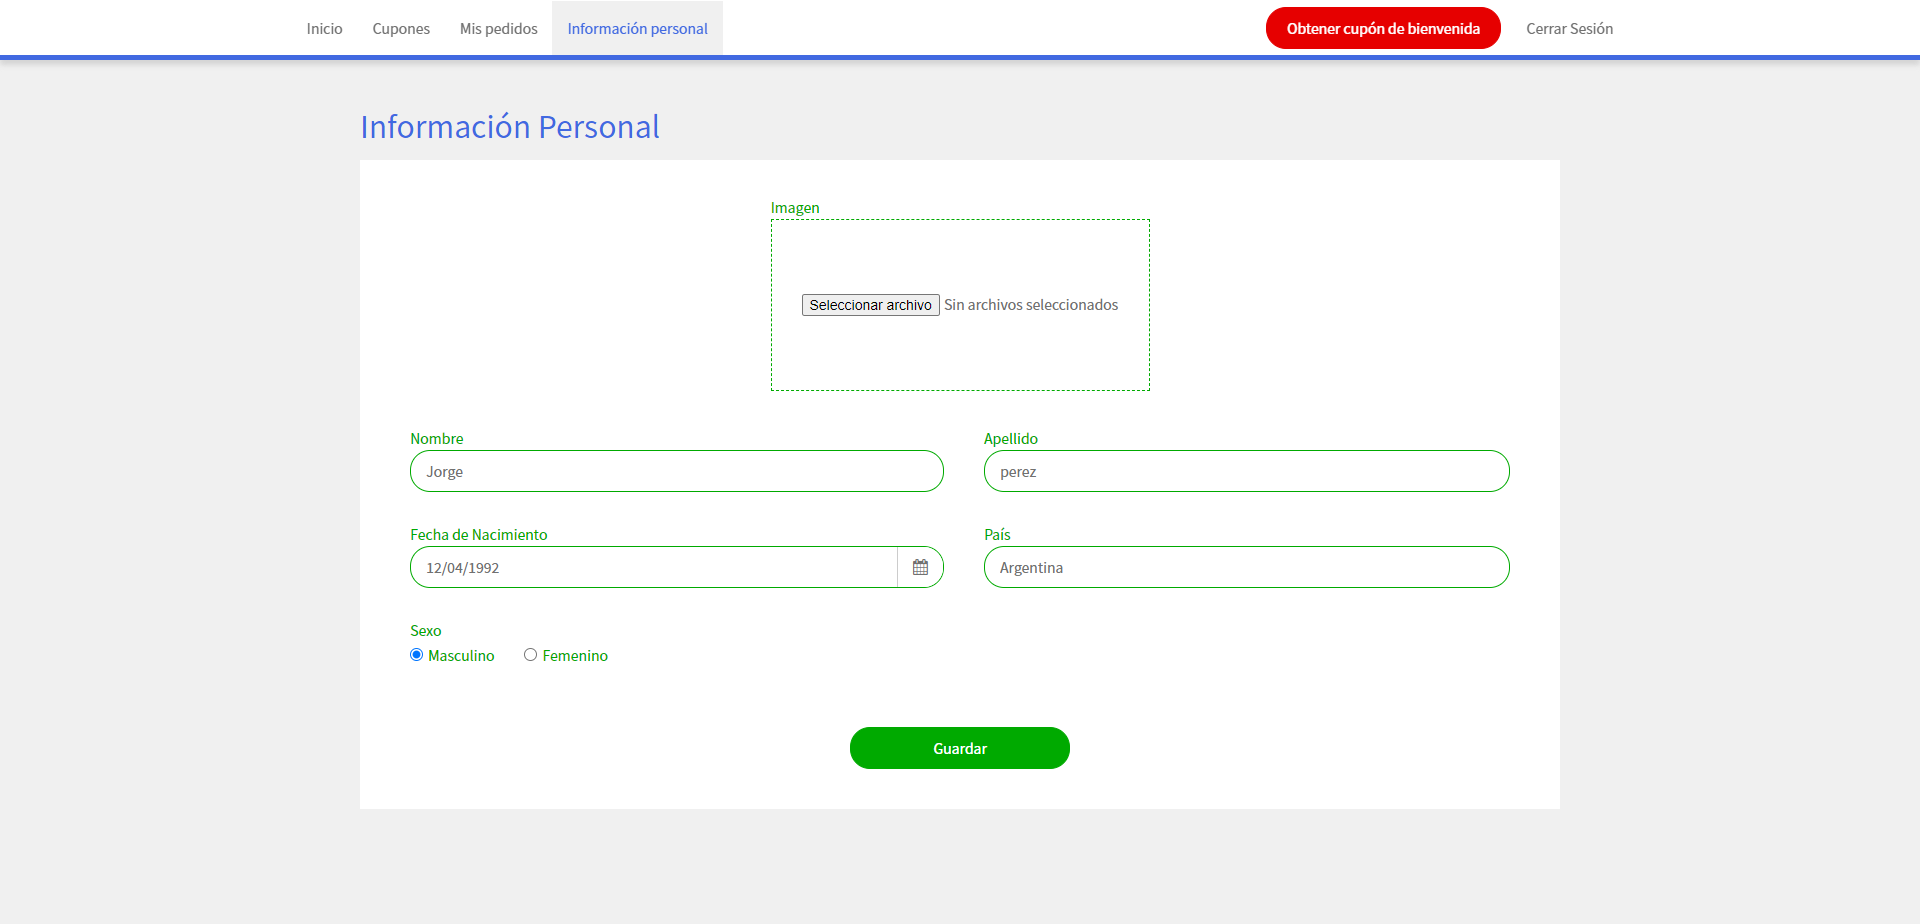 Inicio Cupones Mis pedidos Información personal Obtener cupón de bienvenida Cerrar Sesión
Información Personal
Imagen
Seleccionar archivo Sin archivos seleccionados
Nombre Apellido
Jorge perez
Fecha de Nacimiento País
12/04/1992 Argentina
Sexo
Masculino Femenino
Guardar